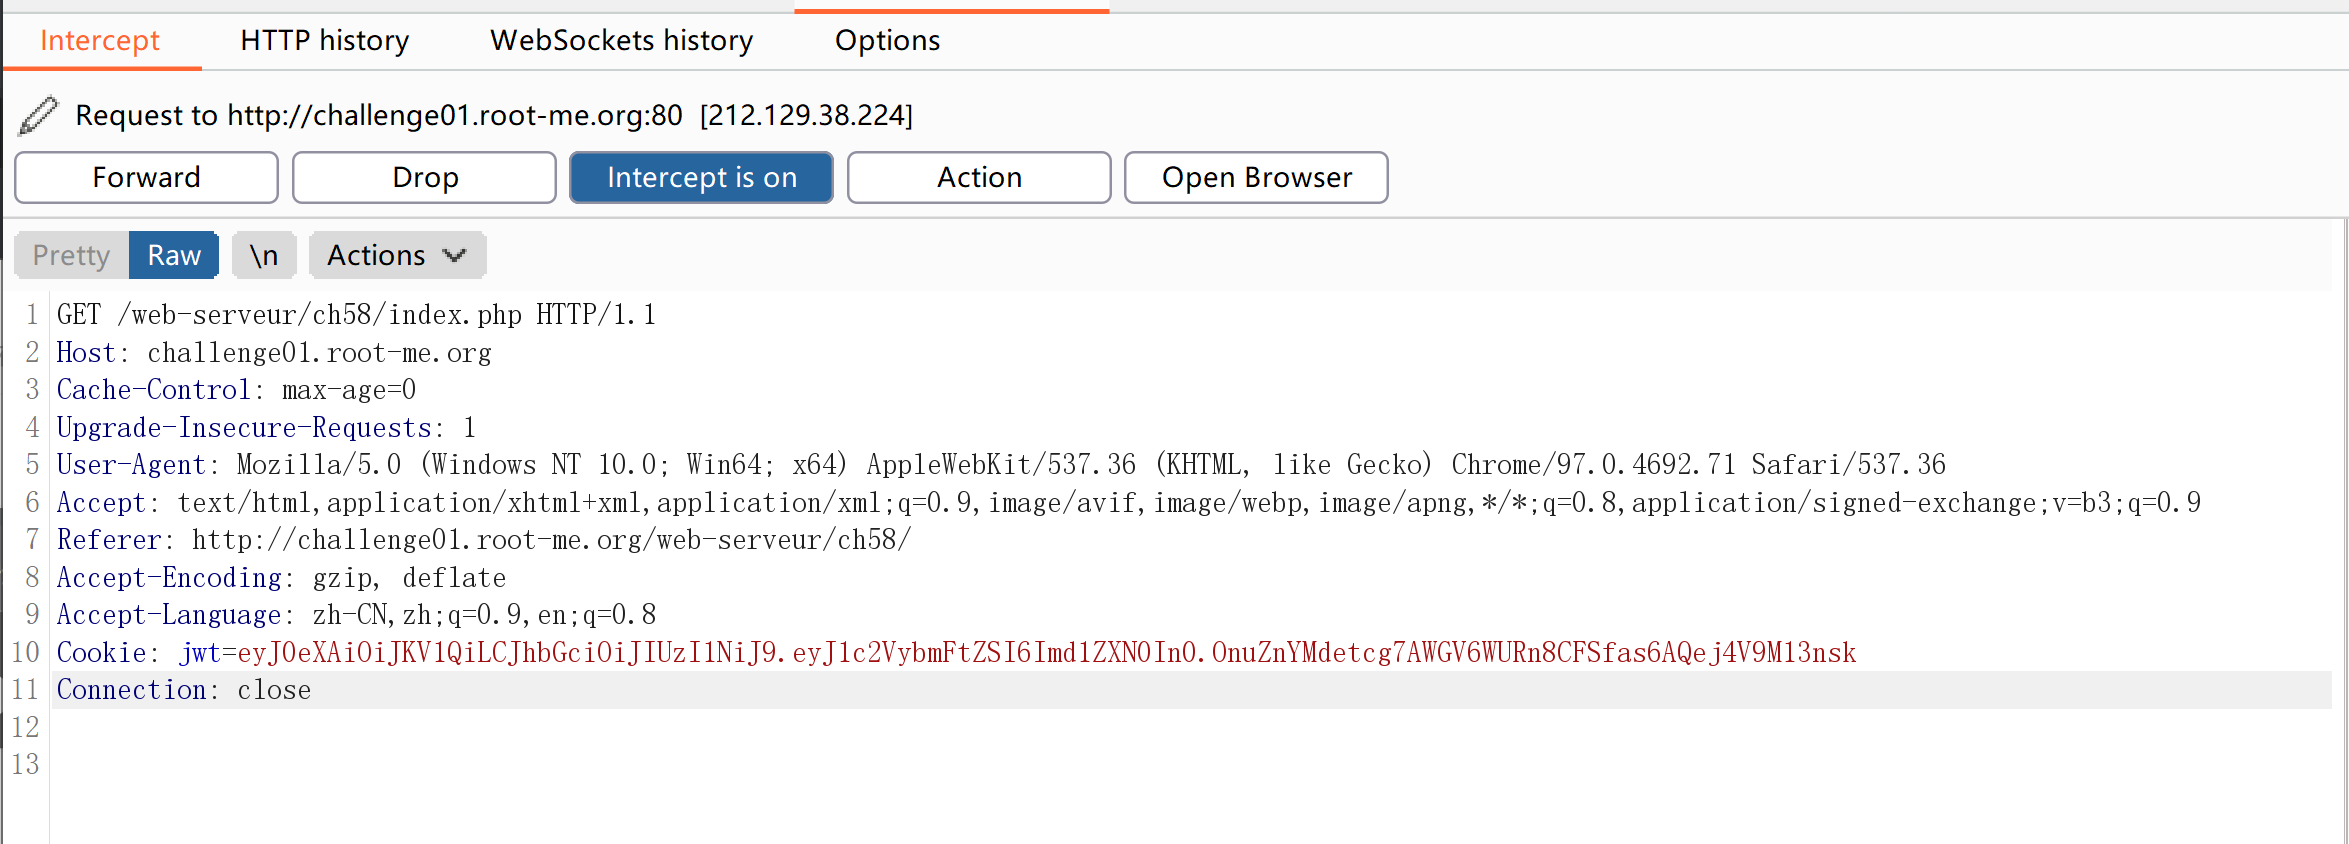 Intercept HTTP history WebSockets history Options
Request to http://challenge01.root-me.org:80 [212.129.38.224]
Forward Drop Intercept is on Action Open Browser
Pretty Raw \n Actions
1 GET /web-serveur/ch58/index.php HTTP/1.1
2 Host: challenge01.root-me.org
3 Cache-Control: max-age=0
4 Upgrade-Insecure-Requests: 1
5 User-Agent: Mozilla/5.0 (Windows NT 10.0; Win64; x64) AppleWebKit/537.36 (KHTML, like Gecko) Chrome/97.0.4692.71 Safari/537.36
6 Accept: text/html,application/xhtml+xml,application/xml;q=0.9,image/avif,image/webp,image/apng,*/*;q=0.8,application/signed-exchange;v=b3;q=0.9
7 Referer: http://challenge01.root-me.org/web-serveur/ch58/
8 Accept-Encoding: gzip, deflate
9 Accept-Language: zh-CN,zh;q=0.9,en;q=0.8
10 Cookie: jwt=eyJ0eXAiOiJKV1QiLCJhbGciOiJIUzI1NiJ9.eyJ1c2VybmFtZSI6Imd1ZXN0In0.OnuZnYMdetcg7AWGV6WURn8CFSfas6AQej4V9M13nsk
11 Connection: close
12
13